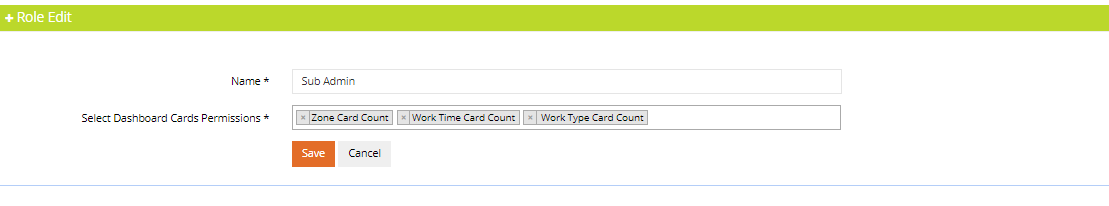 + Role Edit
Name * Sub Admin
Select Dashboard Cards Permissions * × Zone Card Count × Work Time Card Count × Work Type Card Count
Save Cancel